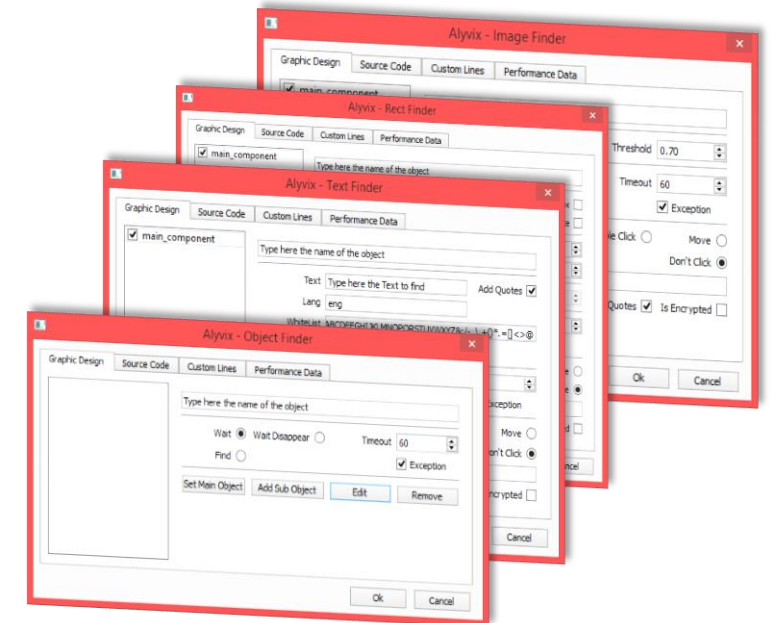 Alyvix - Image Finder
Graphic Design Source Code Custom Lines Performance Data
main_component
Threshold 0.70
Timeout 60
Exception
Click Move
Don't Click
Quotes Is Encrypted
Ok Cancel
Alyvix - Rect Finder
Graphic Design Source Code Custom Lines Performance Data
main_component
Type here the name of the object
Alyvix - Text Finder
Graphic Design Source Code Custom Lines Performance Data
main_component
Type here the name of the object
Text Type here the Text to find Add Quotes
Lang eng
WhiteList
Exception
Move
Don't Click
Encrypted
Cancel
Alyvix - Object Finder
Graphic Design Source Code Custom Lines Performance Data
Type here the name of the object
Wait Wait Disappear Timeout 60
Find Exception
Set Main Object Add Sub Object Edit Remove
Ok Cancel